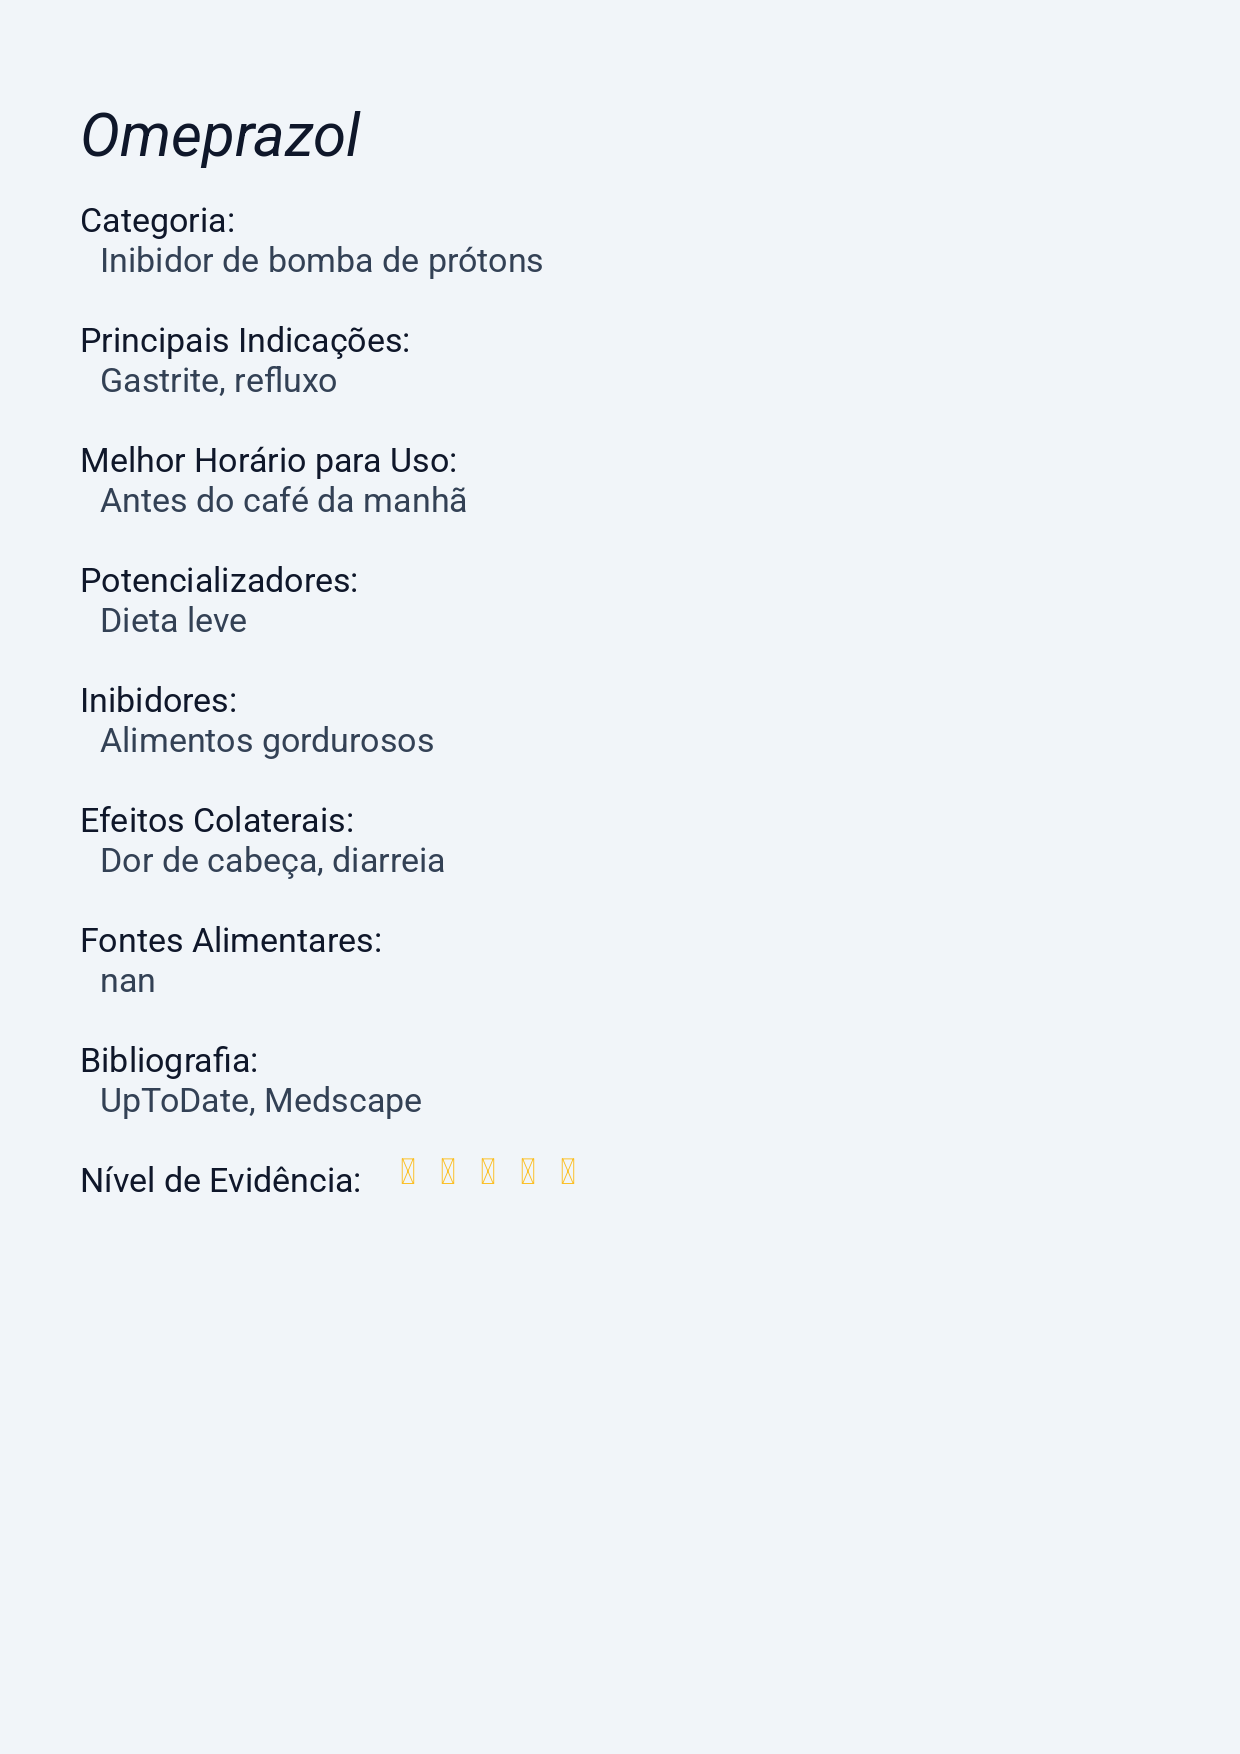 Omeprazol
Categoria:
Inibidor de bomba de prótons
Principais Indicações:
Gastrite, refluxo
Melhor Horário para Uso:
Antes do café da manhã
Potencializadores:
Dieta leve
Inibidores:
Alimentos gordurosos
Efeitos Colaterais:
Dor de cabeça, diarreia
Fontes Alimentares:
nan
Bibliografia:
UpToDate, Medscape
Nível de Evidência: